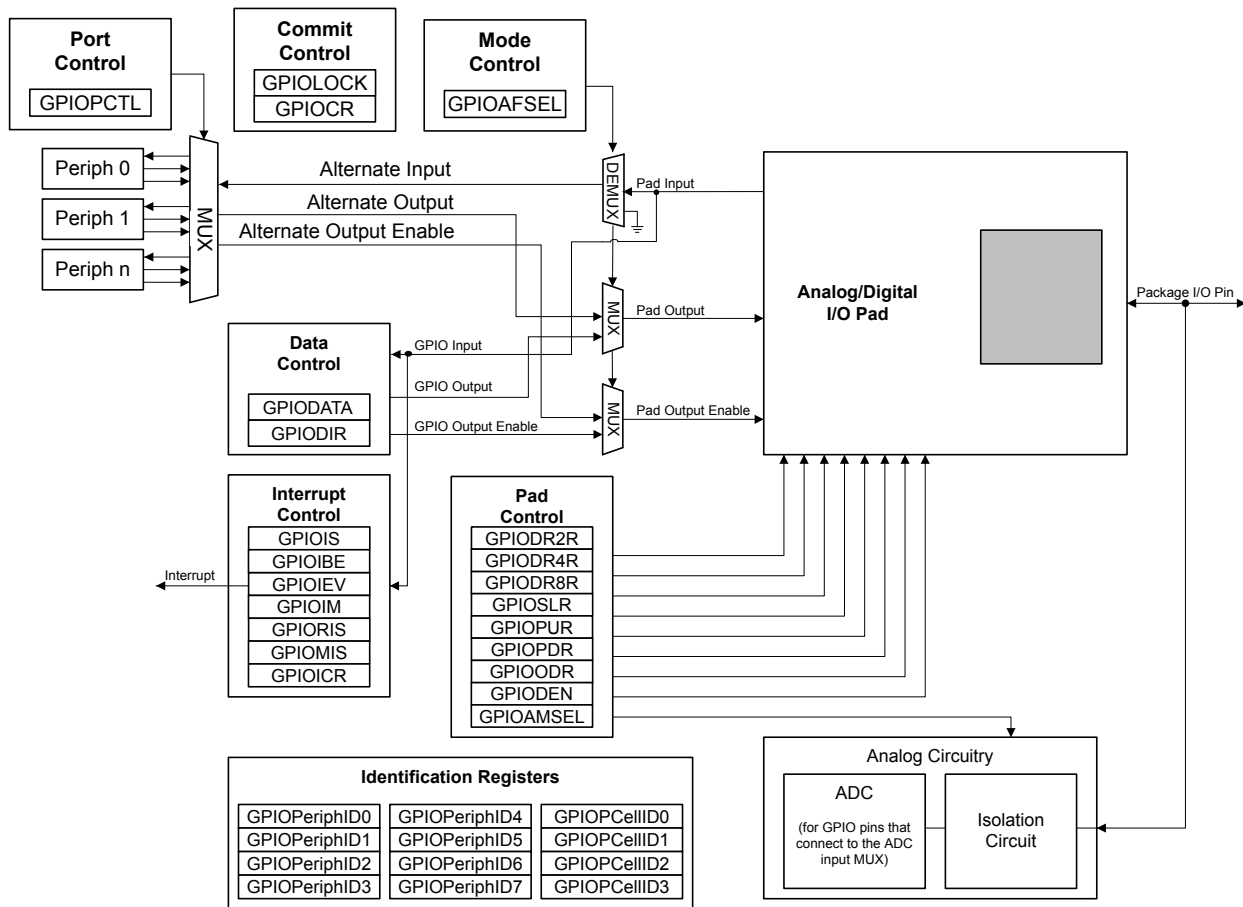 Port
Control
GPIOPCTL
Commit
Control
GPIOLOCK
GPIOCR
Mode
Control
GPIOAFSEL
Periph 0
Periph 1
Periph n
MUX
Alternate Input
Alternate Output
Alternate Output Enable
DEMUX
Pad Input
MUX
Pad Output
MUX
Pad Output Enable
Analog/Digital
I/O Pad
Package I/O Pin
Data
Control
GPIODATA
GPIODIR
GPIO Input
GPIO Output
GPIO Output Enable
Interrupt
Control
GPIOIS
GPIOIBE
GPIOIEV
GPIOIM
GPIORIS
GPIOMIS
GPIOICR
Interrupt
Pad
Control
GPIODR2R
GPIODR4R
GPIODR8R
GPIOSLR
GPIOPUR
GPIOPDR
GPIOODR
GPIODEN
GPIOAMSEL
Analog Circuitry
ADC
(for GPIO pins that
connect to the ADC
input MUX)
Isolation
Circuit
Identification Registers
GPIOPeriphID0
GPIOPeriphID1
GPIOPeriphID2
GPIOPeriphID3
GPIOPeriphID4
GPIOPeriphID5
GPIOPeriphID6
GPIOPeriphID7
GPIOPCellID0
GPIOPCellID1
GPIOPCellID2
GPIOPCellID3